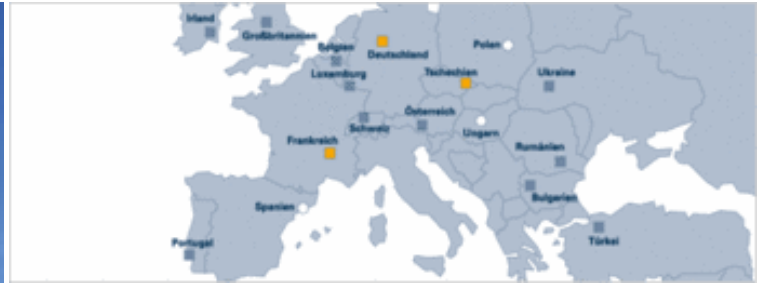 Irland
Großbritannien
Belgien
Deutschland
Polen
Luxemburg
Tschechien
Ukraine
Österreich
Schweiz
Ungarn
Frankreich
Rumänien
Bulgarien
Spanien
Portugal
Türkei